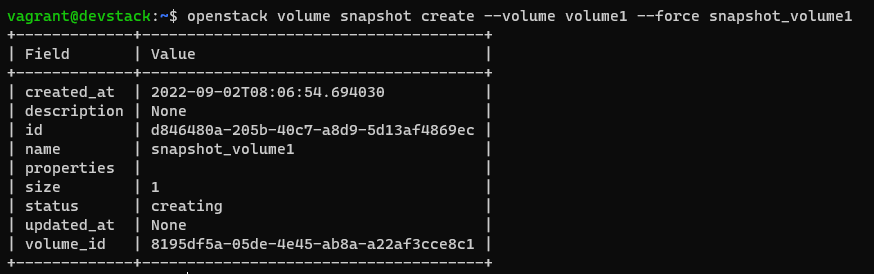 vagrant@devstack:~$ openstack volume snapshot create --volume volume1 --force snapshot_volume1
+-------------+--------------------------------------+
| Field       | Value                                |
+-------------+--------------------------------------+
| created_at  | 2022-09-02T08:06:54.694030           |
| description | None                                 |
| id          | d846480a-205b-40c7-a8d9-5d13af4869ec |
| name        | snapshot_volume1                     |
| properties  |                                      |
| size        | 1                                    |
| status      | creating                             |
| updated_at  | None                                 |
| volume_id   | 8195df5a-05de-4e45-ab8a-a22af3cce8c1 |
+-------------+--------------------------------------+